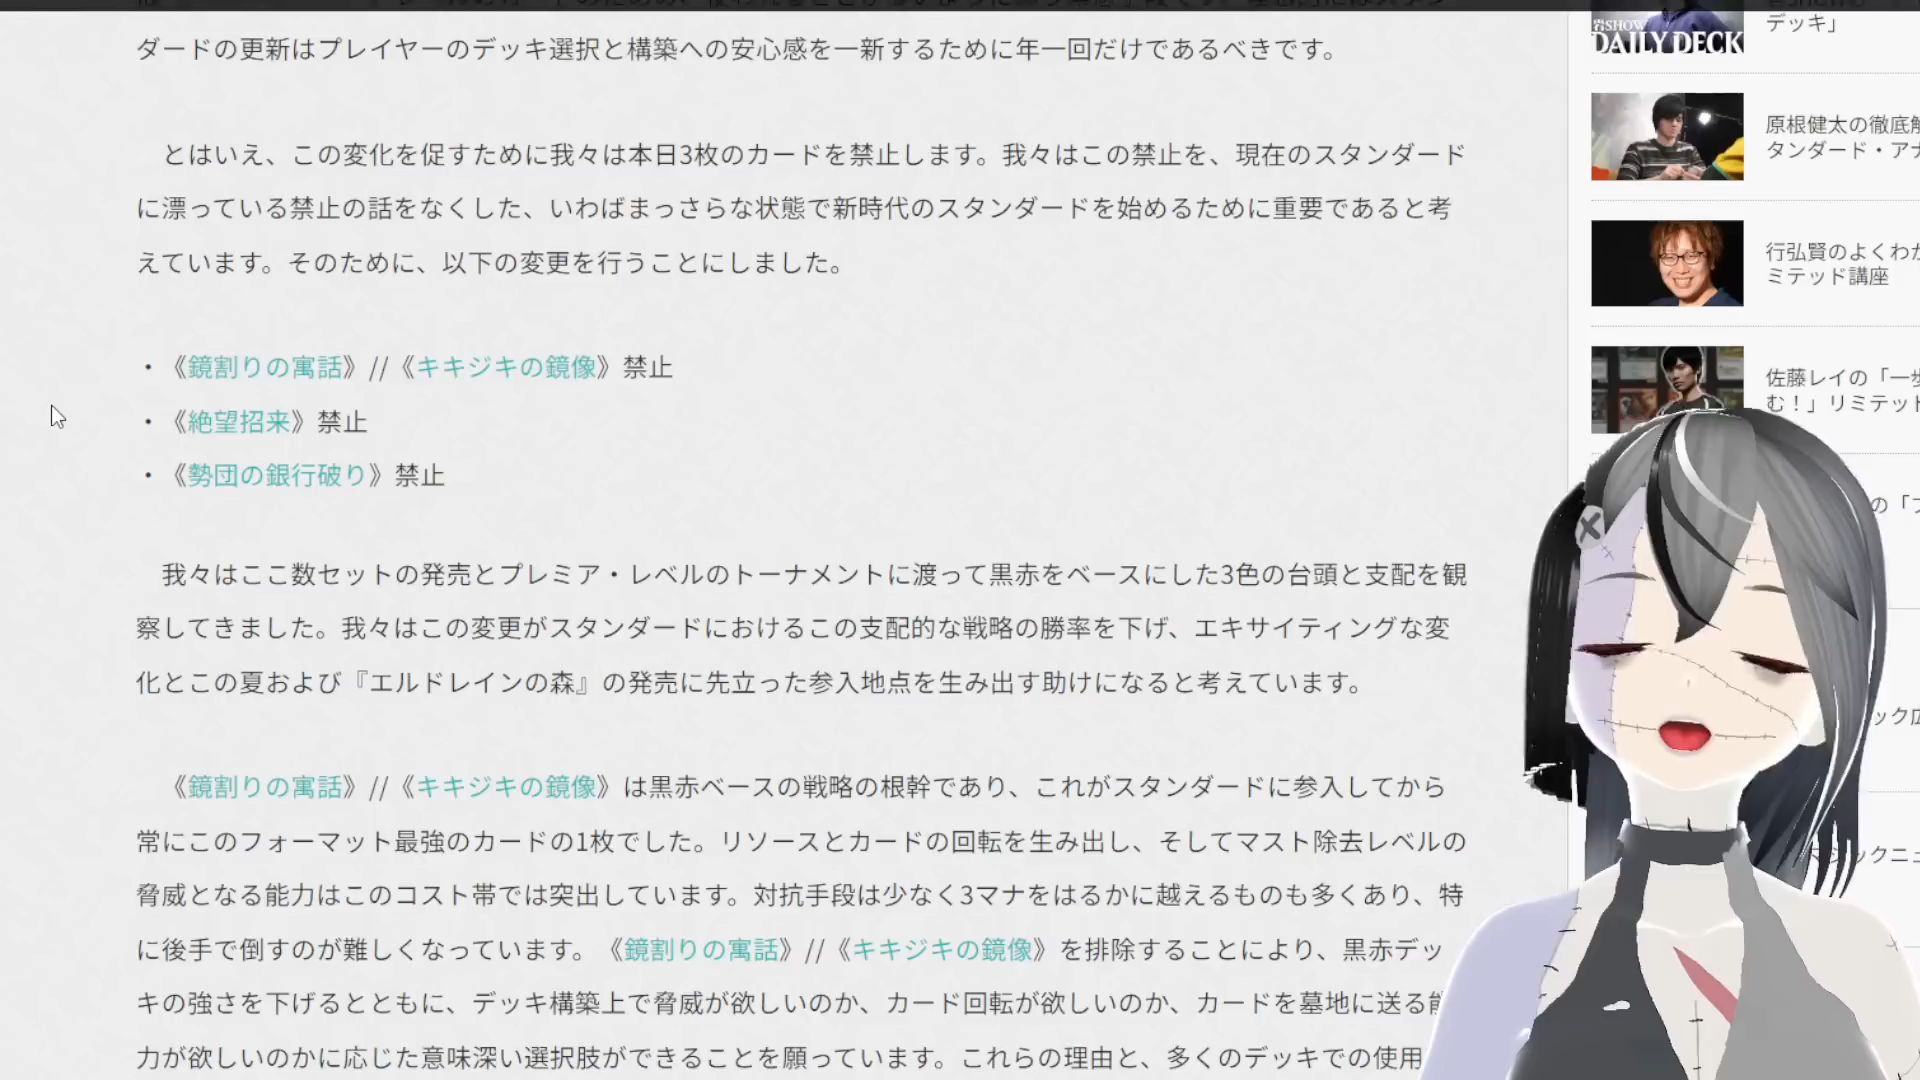 ダードの更新はプレイヤーのデッキ選択と構築への安心感を一新するために年一回だけであるべきです。
とはいえ、この変化を促すために我々は本日3枚のカードを禁止します。我々はこの禁止を、現在のスタンダード
に漂っている禁止の話をなくした、いわばまっさらな状態で新時代のスタンダードを始めるために重要であると考
えています。そのために、以下の変更を行うことにしました。
・《鏡割りの寓話》//《キキジキの鏡像》禁止
・《絶望招来》禁止
・《勢団の銀行破り》禁止
我々はここ数セットの発売とプレミア・レベルのトーナメントに渡って黒赤をベースにした3色の台頭と支配を観
察してきました。我々はこの変更がスタンダードにおけるこの支配的な戦略の勝率を下げ、エキサイティングな変
化とこの夏および『エルドレインの森』の発売に先立った参入地点を生み出す助けになると考えています。
《鏡割りの寓話》//《キキジキの鏡像》は黒赤ベースの戦略の根幹であり、これがスタンダードに参入してから
常にこのフォーマット最強のカードの1枚でした。リソースとカードの回転を生み出し、そしてマスト除去レベルの
脅威となる能力はこのコスト帯では突出しています。対抗手段は少なく3マナをはるかに越えるものも多くあり、特
に後手で倒すのが難しくなっています。《鏡割りの寓話》//《キキジキの鏡像》を排除することにより、黒赤デッ
キの強さを下げるとともに、デッキ構築上で脅威が欲しいのか、カード回転が欲しいのか、カードを墓地に送る能
力が欲しいのかに応じた意味深い選択肢ができることを願っています。これらの理由と、多くのデッキでの使用
SHOW
DAILY DECK
デッキ」
原根健太の徹底解
タンダード・アナ
行弘賢のよくわか
ミテッド講座
佐藤レイの「一歩
む！」リミテット
の「フ
ック広
ックニュ